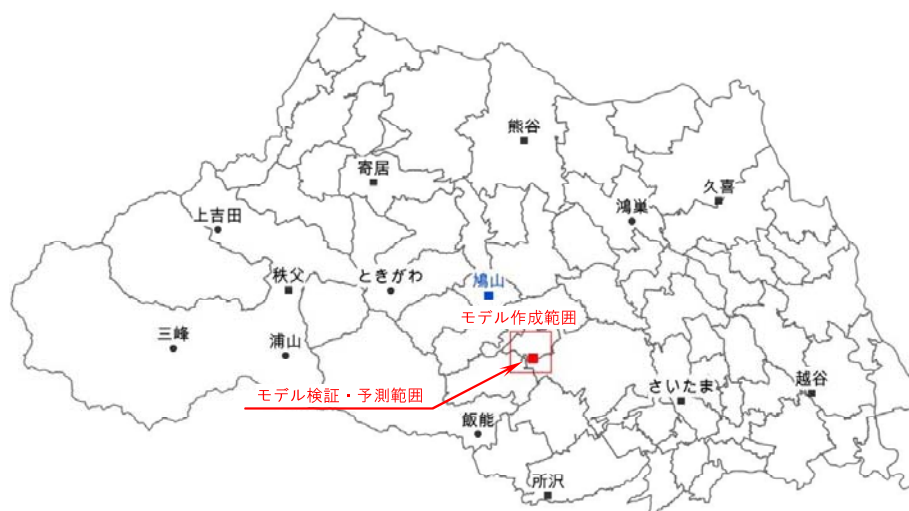 熊谷
寄居
久喜
鴻巣
上吉田
秩父
ときがわ
鳩山
モデル作成範囲
三峰
浦山
モデル検証・予測範囲
さいたま
越谷
飯能
所沢